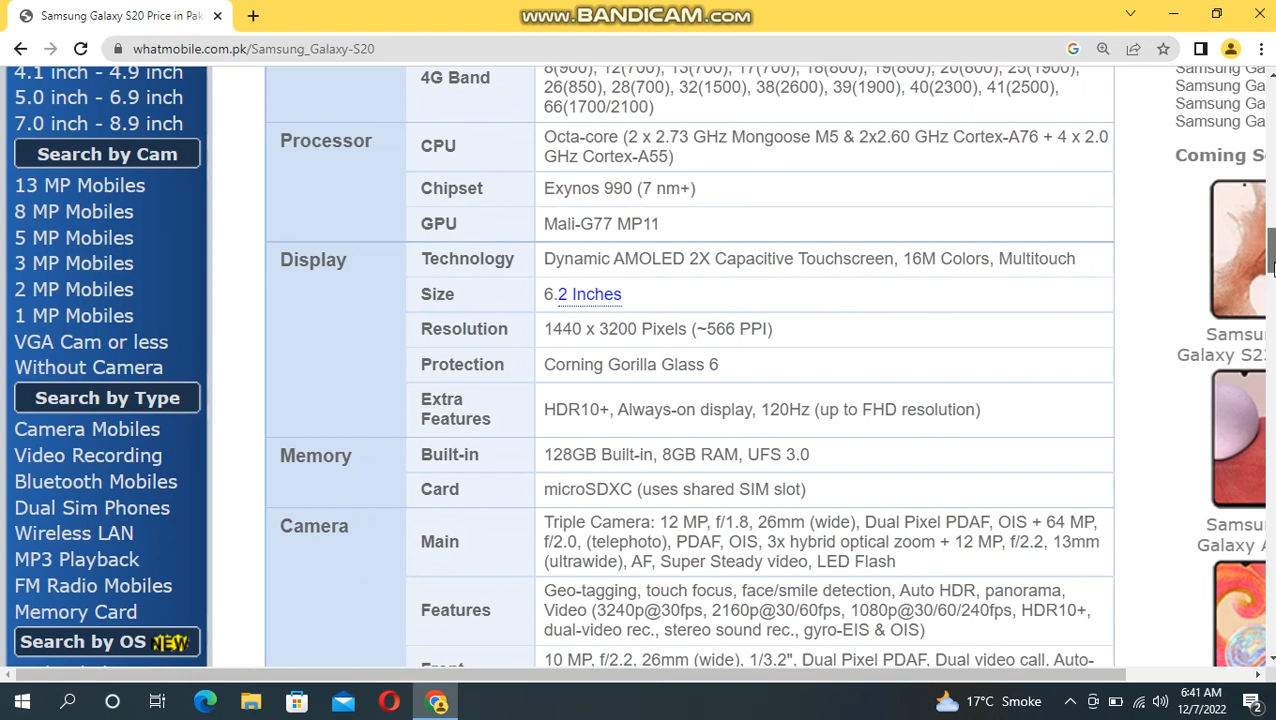 www.BANDICAM.com
Samsung Galaxy S20 Price in Pak
whatmobile.com.pk/Samsung_Galaxy-S20
4.1 inch - 4.9 inch
5.0 inch - 6.9 inch
7.0 inch - 8.9 inch
Search by Cam
13 MP Mobiles
8 MP Mobiles
5 MP Mobiles
3 MP Mobiles
2 MP Mobiles
1 MP Mobiles
VGA Cam or less
Without Camera
Search by Type
Camera Mobiles
Video Recording
Bluetooth Mobiles
Dual Sim Phones
Wireless LAN
MP3 Playback
FM Radio Mobiles
Memory Card
Search by OS NEW
4G Band
8(900), 12(700), 13(700), 17(700), 18(800), 19(800), 20(800), 25(1900),
26(850), 28(700), 32(1500), 38(2600), 39(1900), 40(2300), 41(2500),
66(1700/2100)
Processor
CPU
Octa-core (2 x 2.73 GHz Mongoose M5 & 2x2.60 GHz Cortex-A76 + 4 x 2.0
GHz Cortex-A55)
Chipset
Exynos 990 (7 nm+)
GPU
Mali-G77 MP11
Display
Technology
Dynamic AMOLED 2X Capacitive Touchscreen, 16M Colors, Multitouch
Size
6.2 Inches
Resolution
1440 x 3200 Pixels (~566 PPI)
Protection
Corning Gorilla Glass 6
Extra
Features
HDR10+, Always-on display, 120Hz (up to FHD resolution)
Memory
Built-in
128GB Built-in, 8GB RAM, UFS 3.0
Card
microSDXC (uses shared SIM slot)
Camera
Main
Triple Camera: 12 MP, f/1.8, 26mm (wide), Dual Pixel PDAF, OIS + 64 MP,
f/2.0, (telephoto), PDAF, OIS, 3x hybrid optical zoom + 12 MP, f/2.2, 13mm
(ultrawide), AF, Super Steady video, LED Flash
Features
Geo-tagging, touch focus, face/smile detection, Auto HDR, panorama,
Video (3240p@30fps, 2160p@30/60fps, 1080p@30/60/240fps, HDR10+,
dual-video rec., stereo sound rec., gyro-EIS & OIS)
Front
10 MP, f/2.2, 26mm (wide), 1/3.2", Dual Pixel PDAF, Dual video call, Auto-
Samsung Ga
Samsung Ga
Samsung Ga
Samsung Ga
Coming S
Samsu
Galaxy S2
Samsu
Galaxy A
17°C Smoke
6:41 AM
12/7/2022
2